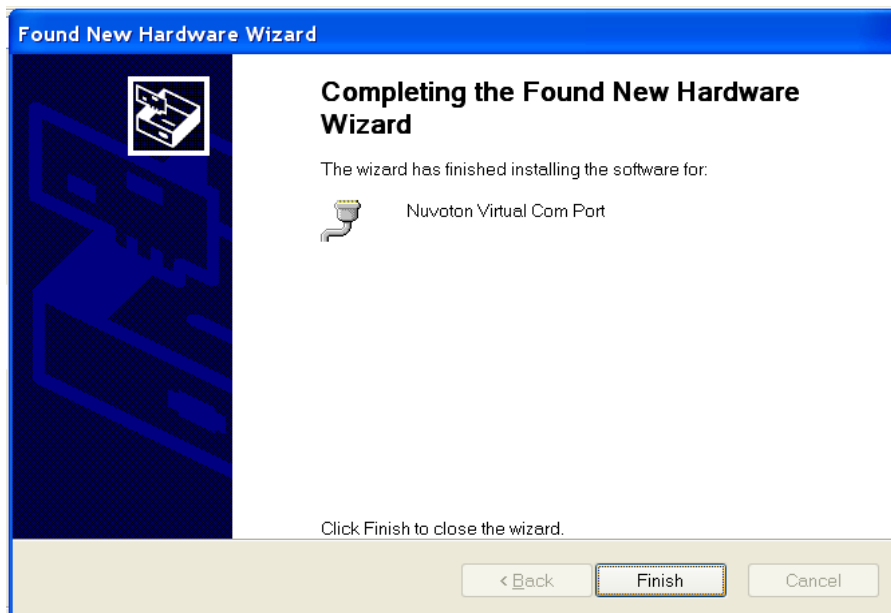 Found New Hardware Wizard
Completing the Found New Hardware
Wizard
The wizard has finished installing the software for:
Nuvoton Virtual Com Port
Click Finish to close the wizard.
< Back
Finish
Cancel